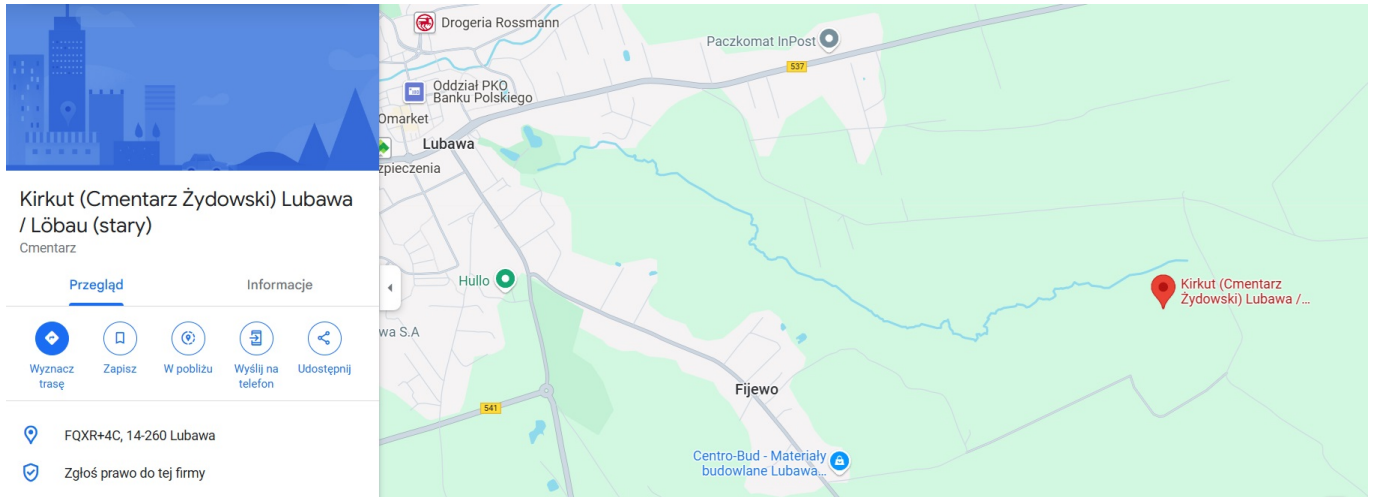 Kirkut (Cmentarz Żydowski) Lubawa
/ Löbau (stary)
Cmentarz
Przegląd
Informacje
Wyznacz
trasę
Zapisz
W pobliżu
Wyślij na
telefon
Udostępnij
FQXR+4C, 14-260 Lubawa
Zgłoś prawo do tej firmy
Drogeria Rossmann
Paczkomat InPost
537
Oddział PKO
Banku Polskiego
Omarket
Lubawa
zpieczenia
Hullo
Kirkut (Cmentarz
Żydowski) Lubawa /...
wa S.A
Fijewo
541
Centro-Bud - Materiały
budowlane Lubawa...